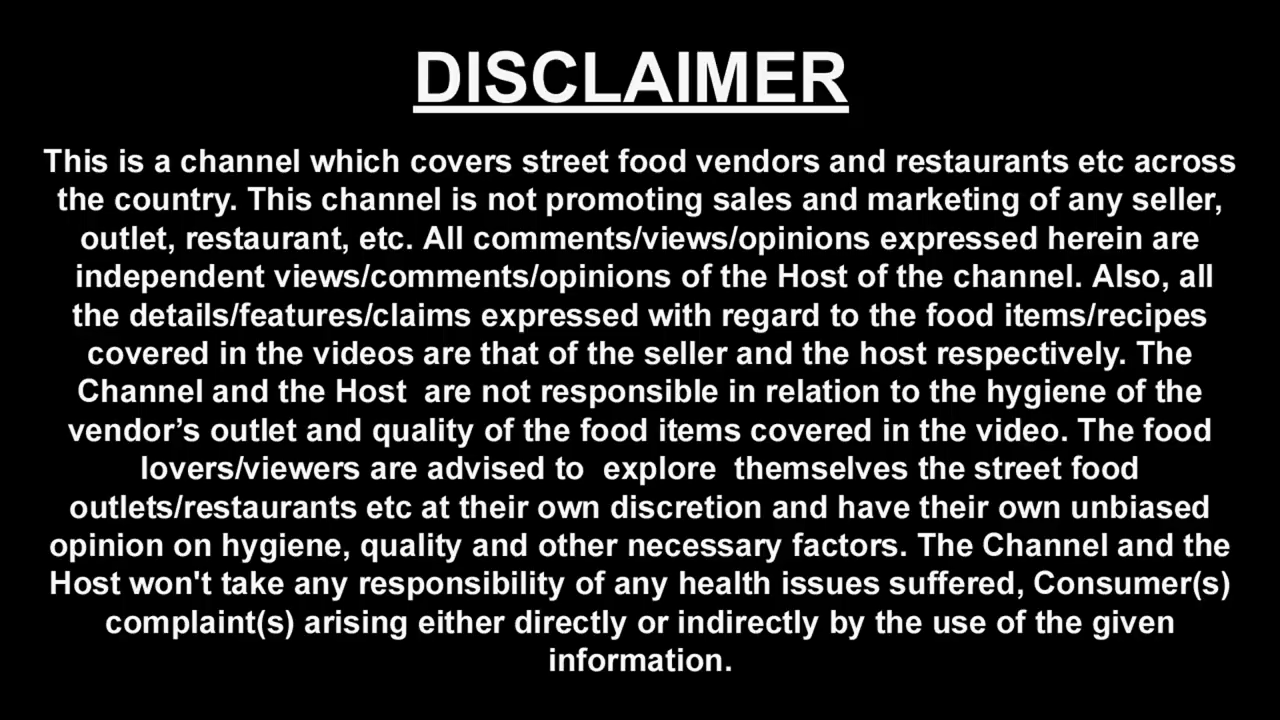 DISCLAIMER
This is a channel which covers street food vendors and restaurants etc across
the country. This channel is not promoting sales and marketing of any seller,
outlet, restaurant, etc. All comments/views/opinions expressed herein are
independent views/comments/opinions of the Host of the channel. Also, all
the details/features/claims expressed with regard to the food items/recipes
covered in the videos are that of the seller and the host respectively. The
Channel and the Host  are not responsible in relation to the hygiene of the
vendor’s outlet and quality of the food items covered in the video. The food
lovers/viewers are advised to  explore  themselves the street food
outlets/restaurants etc at their own discretion and have their own unbiased
opinion on hygiene, quality and other necessary factors. The Channel and the
Host won't take any responsibility of any health issues suffered, Consumer(s)
complaint(s) arising either directly or indirectly by the use of the given
information.